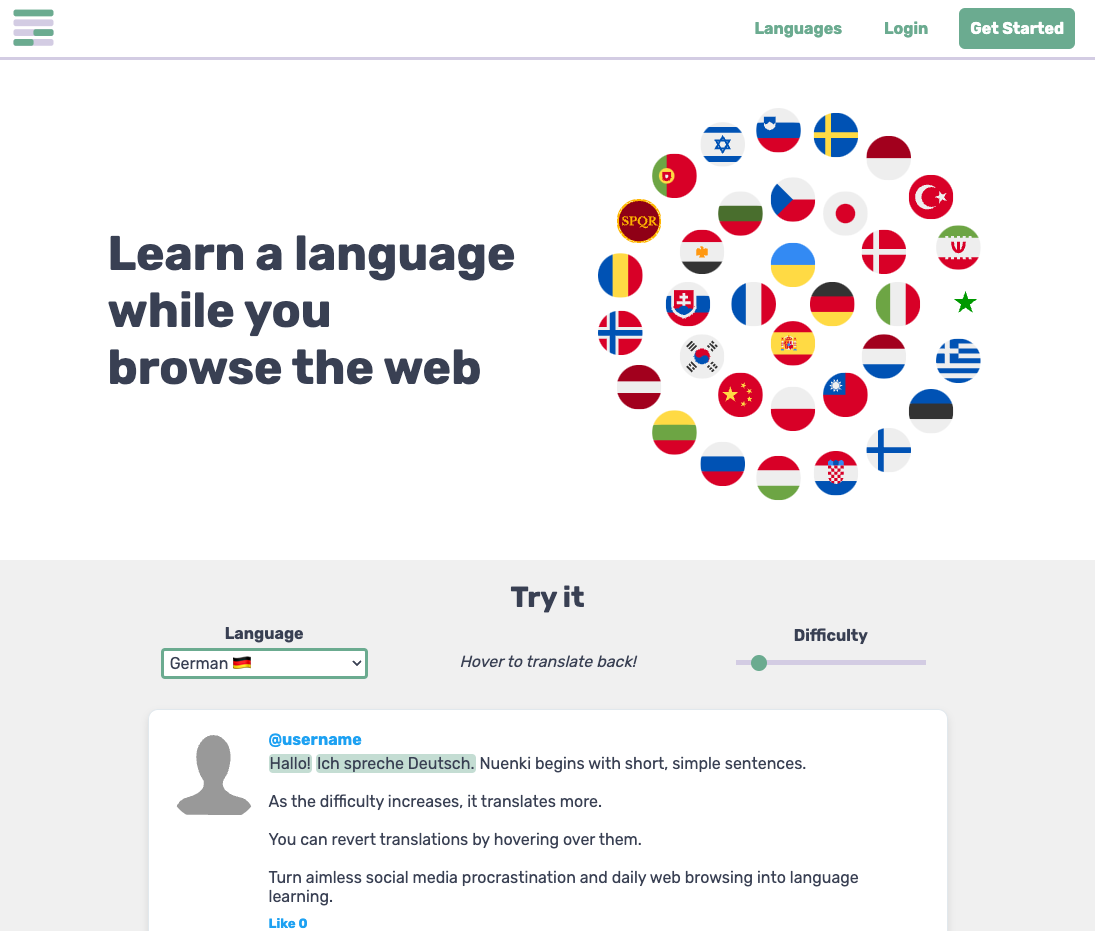 Languages Login Get Started
Learn a language
while you
browse the web
SPQR
Try it
Language
Difficulty
German 🇩🇪
Hover to translate back!
@username
Hallo! Ich spreche Deutsch. Nuenki begins with short, simple sentences.
As the difficulty increases, it translates more.
You can revert translations by hovering over them.
Turn aimless social media procrastination and daily web browsing into language
learning.
Like 0